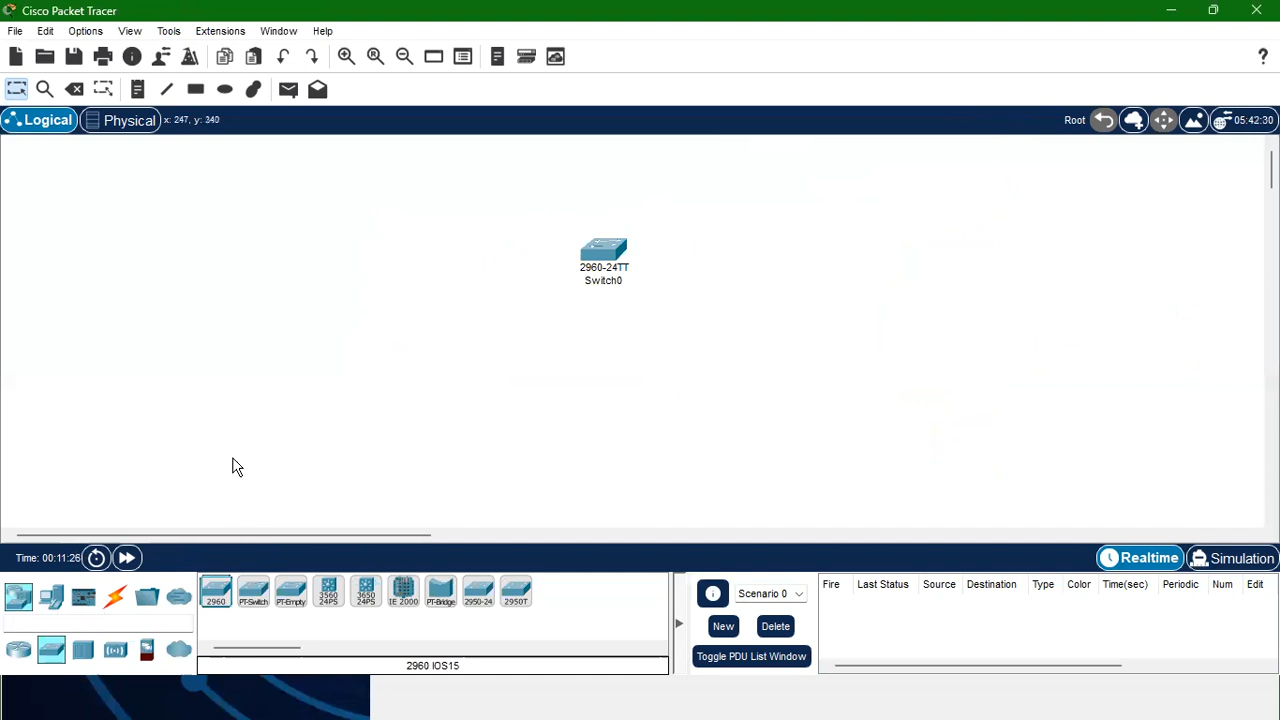 Cisco Packet Tracer
File Edit Options View Tools Extensions Window Help
?
Logical Physical x: 247, y: 340 Root 05:42:30
2960-24TT
Switch0
Time: 00:11:26 Realtime Simulation
2960 PT-Switch PT-Empty 3560 24PS 3650 24PS IE 2000 PT-Bridge 2950-24 2950T
2960 IOS15
Scenario 0
New Delete
Toggle PDU List Window
Fire Last Status Source Destination Type Color Time(sec) Periodic Num Edit